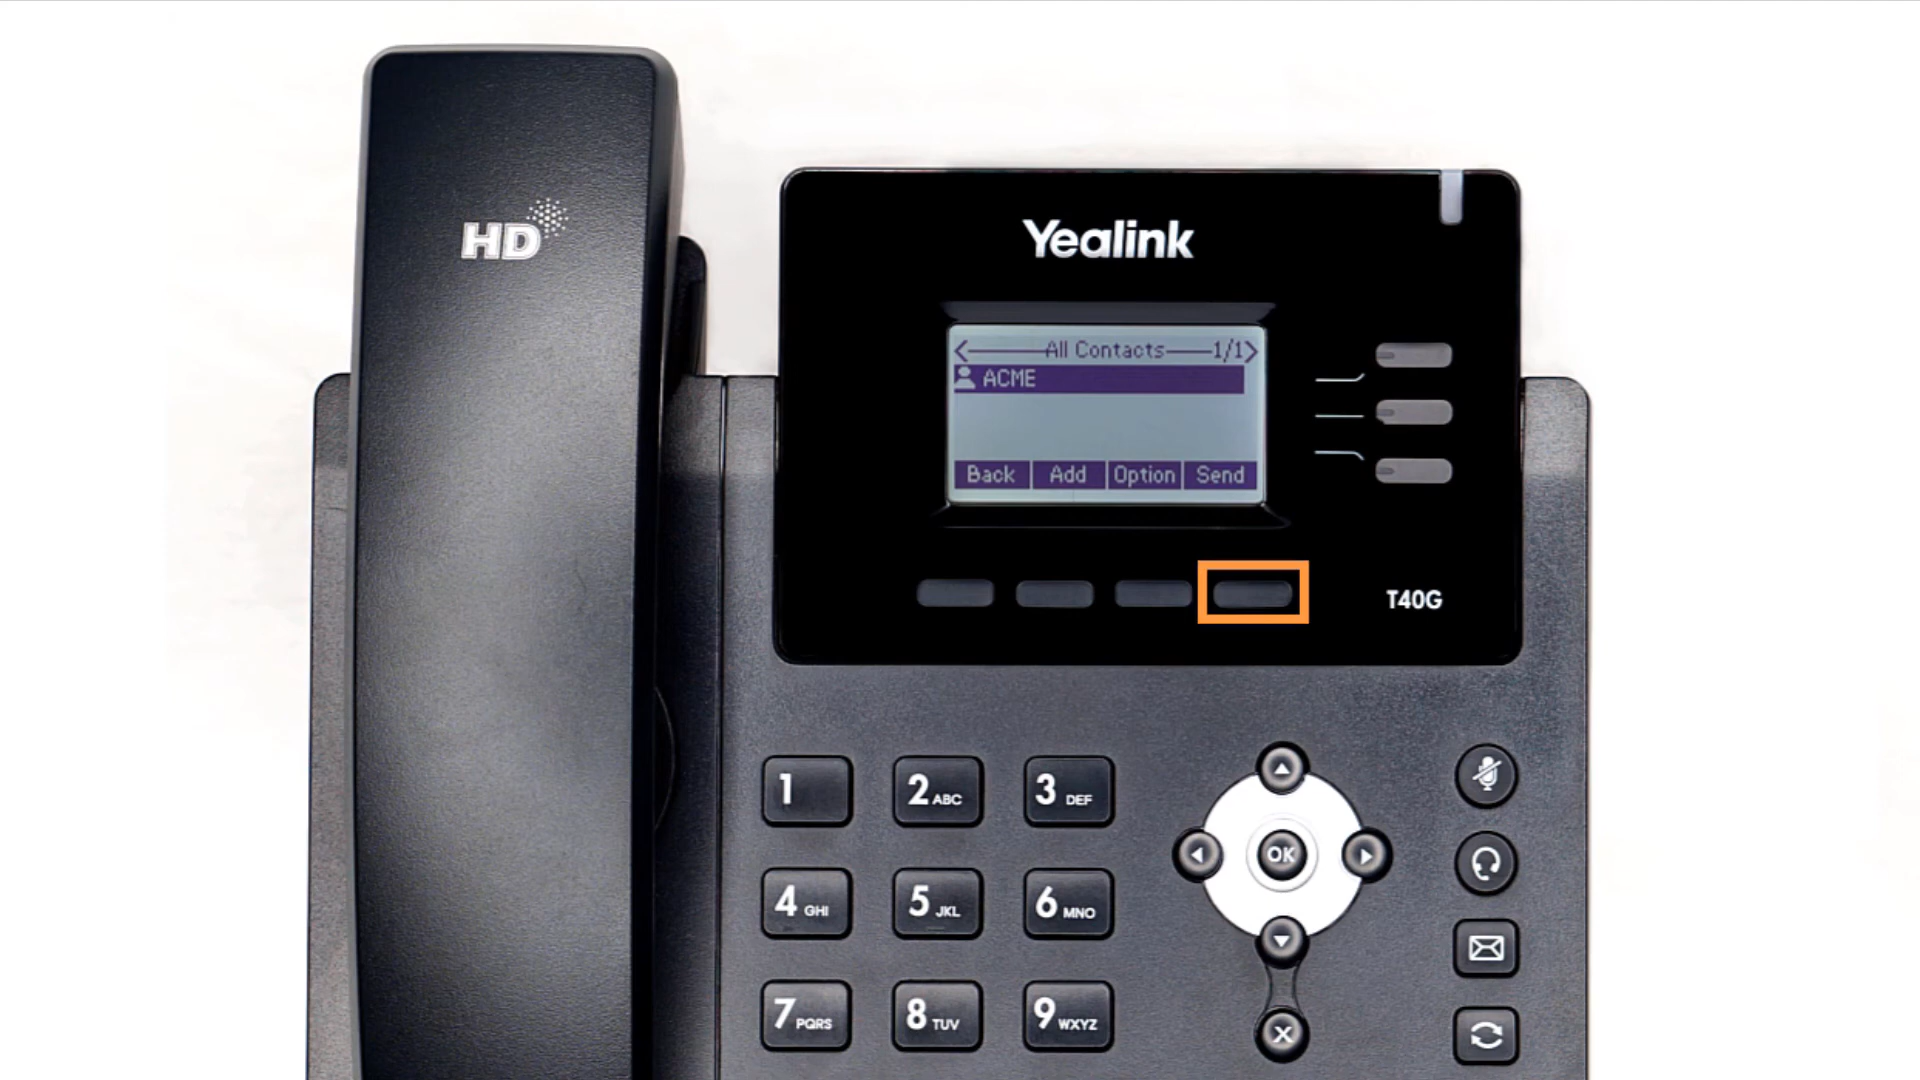 HD
Yealink
All Contacts 1/1
ACME
Back Add Option Send
T40G
1 2 ABC 3 DEF
4 GHI 5 JKL 6 MNO
OK
7 PQRS 8 TUV 9 WXYZ
X